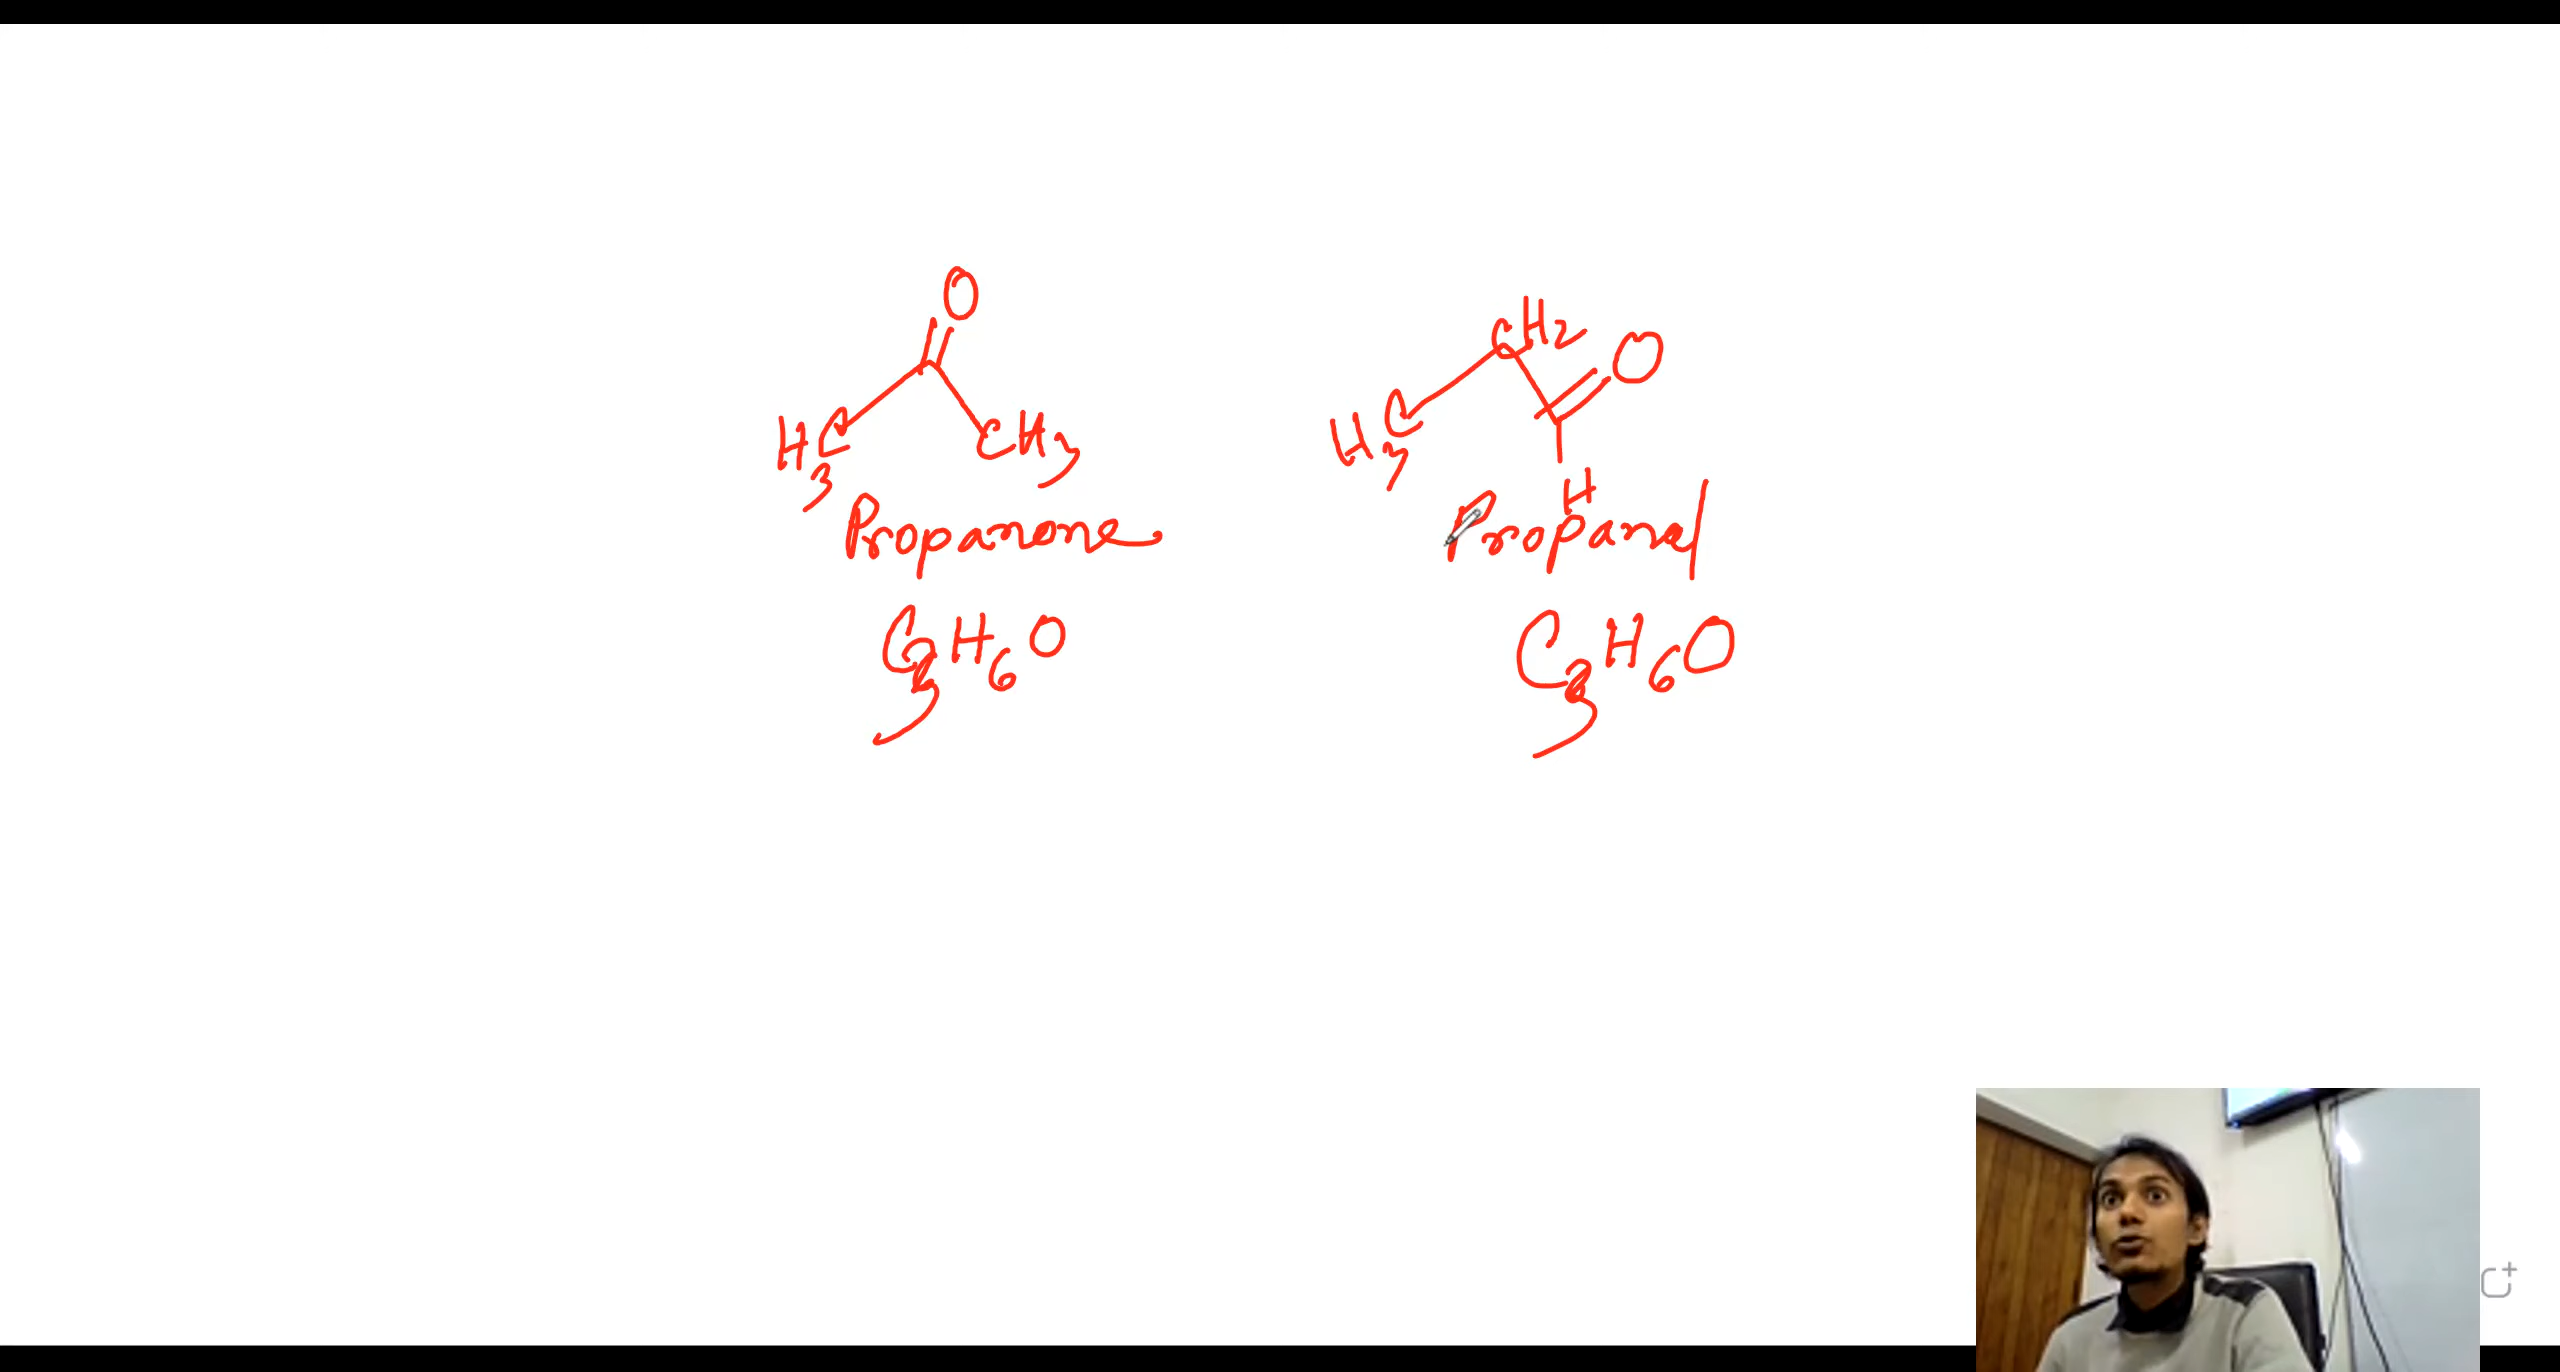 O
H₃C CH₃
Propanone
C₃H₆O
CH₂
O
H₃C
H
Propanal
C₃H₆O